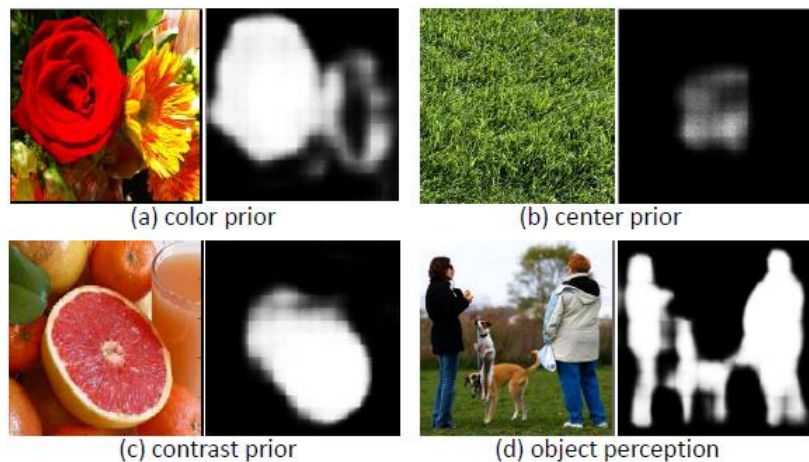 (a) color prior
(b) center prior
(c) contrast prior
(d) object perception